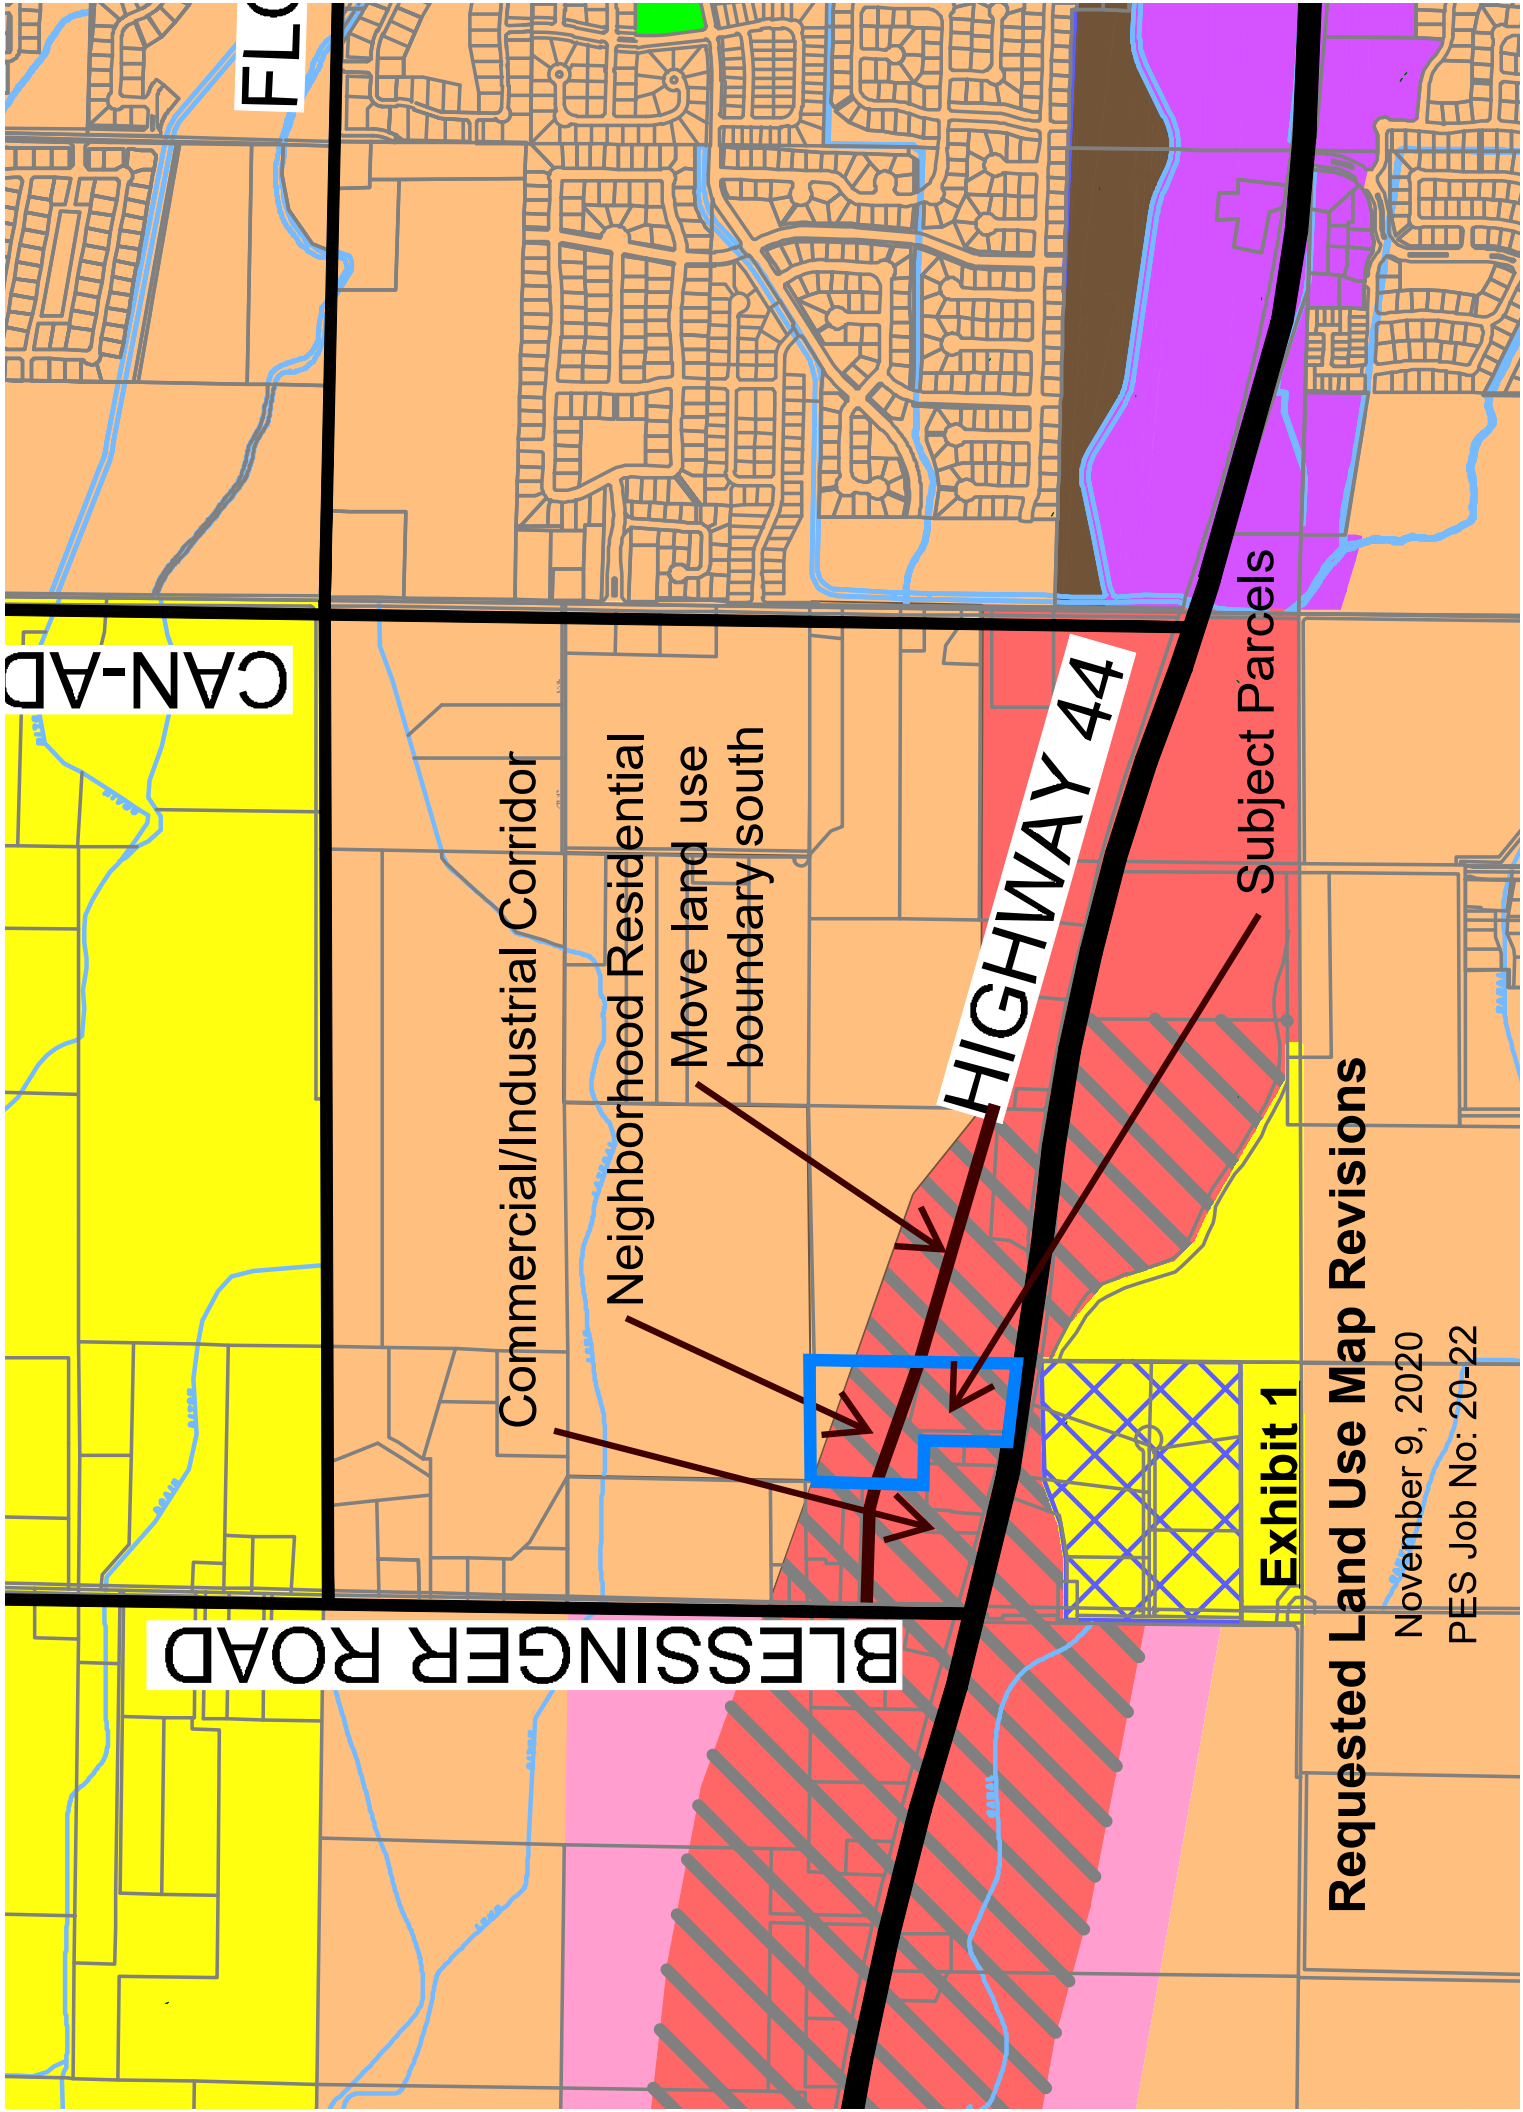 FLO
CAN-AD
Commercial/Industrial Corridor
Neighborhood Residential
Move land use
boundary south
HIGHWAY 44
Subject Parcels
BLESSINGER ROAD
Exhibit 1
Requested Land Use Map Revisions
November 9, 2020
PES Job No: 20-22